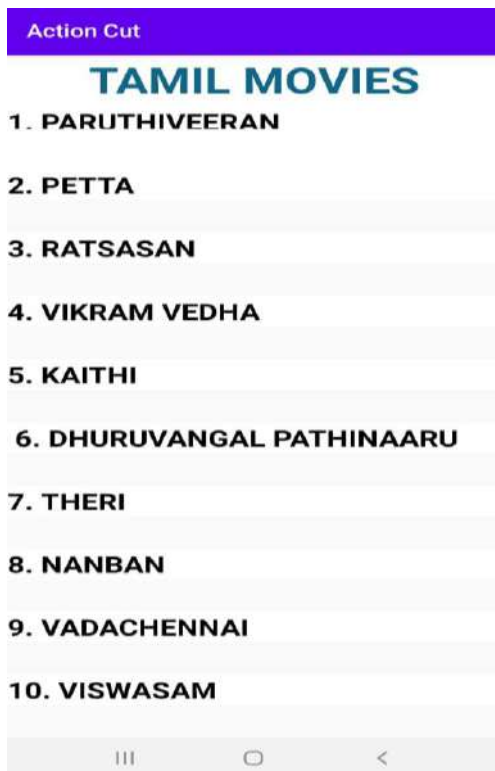 Action Cut
TAMIL MOVIES
1. PARUTHIVEERAN
2. PETTA
3. RATSASAN
4. VIKRAM VEDHA
5. KAITHI
6. DHURUVANGAL PATHINAARU
7. THERI
8. NANBAN
9. VADACHENNAI
10. VISWASAM